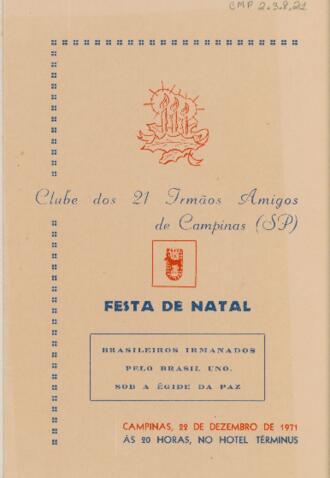 CMP 2.3.8.21
Clube dos 21 Irmãos Amigos
de Campinas (SP)
FESTA DE NATAL
BRASILEIROS IRMANADOS
PELO BRASIL UNO,
SOB A ÉGIDE DA PAZ
CAMPINAS, 22 DE DEZEMBRO DE 1971
ÀS 20 HORAS, NO HOTEL TÉRMINUS